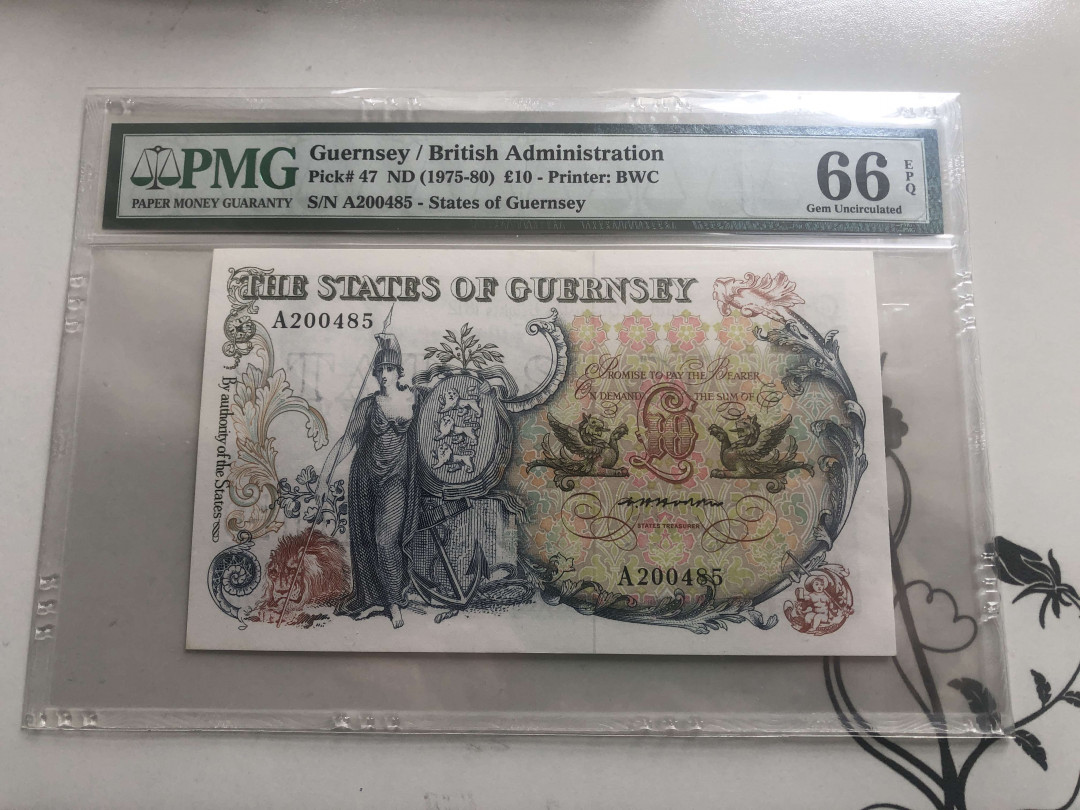 PMG
PAPER MONEY GUARANTY
Guernsey / British Administration
Pick# 47 ND (1975-80) £10 - Printer: BWC
S/N A200485 - States of Guernsey
66 EPQ
Gem Uncirculated
THE STATES OF GUERNSEY
A200485
By authority of the States
PROMISE TO PAY THE BEARER
ON DEMAND THE SUM OF
£10
STATES TREASURER
A200485